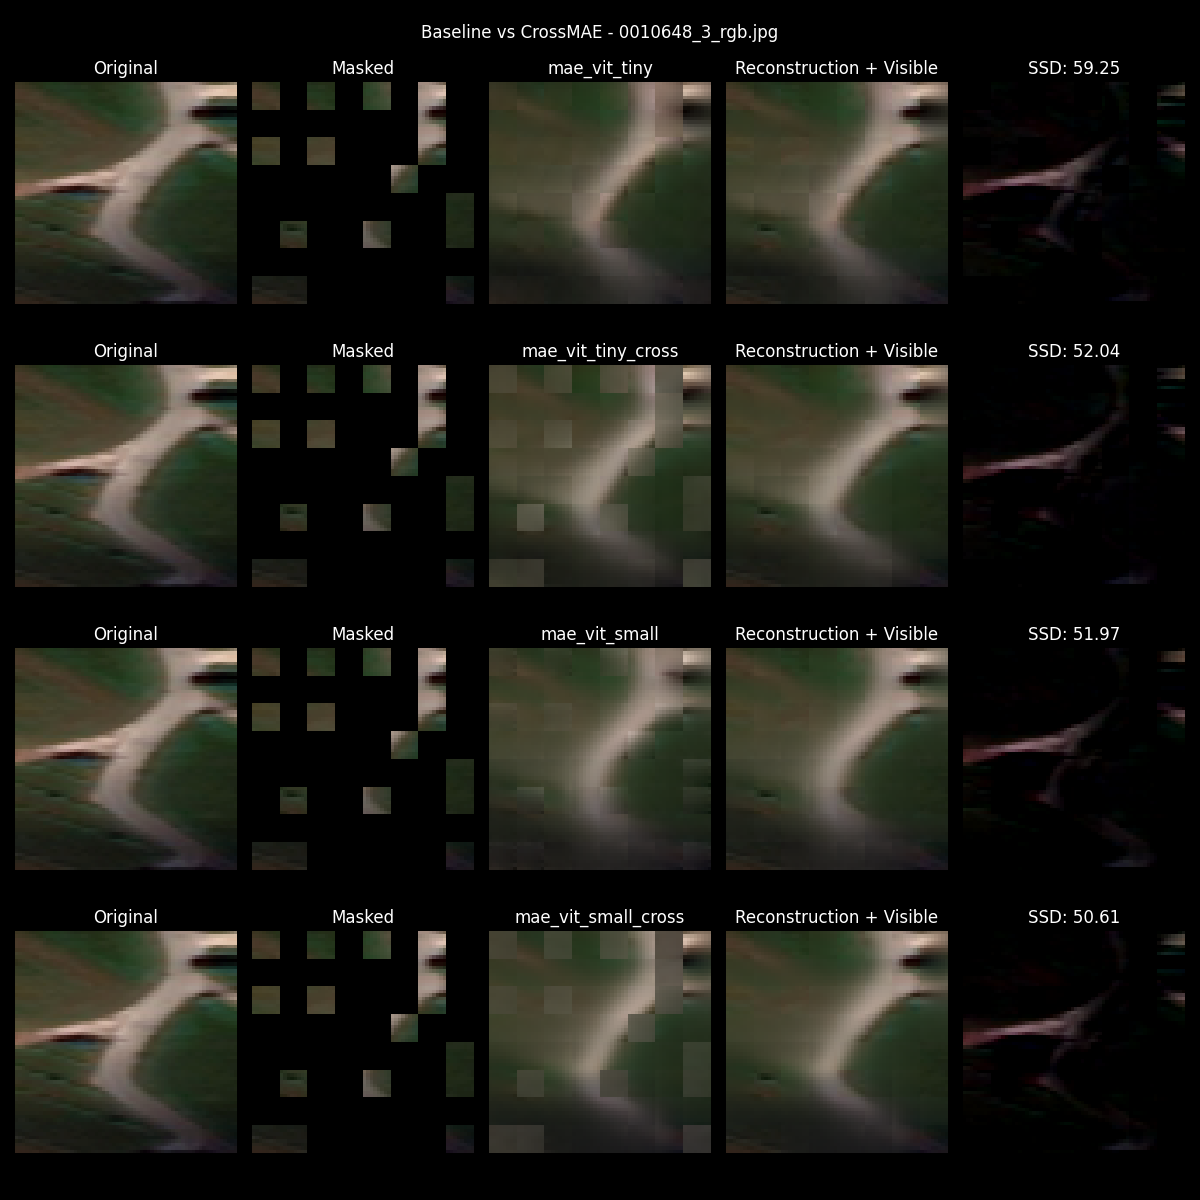 Baseline vs CrossMAE - 0010648_3_rgb.jpg
Original Masked mae_vit_tiny Reconstruction + Visible SSD: 59.25
Original Masked mae_vit_tiny_cross Reconstruction + Visible SSD: 52.04
Original Masked mae_vit_small Reconstruction + Visible SSD: 51.97
Original Masked mae_vit_small_cross Reconstruction + Visible SSD: 50.61